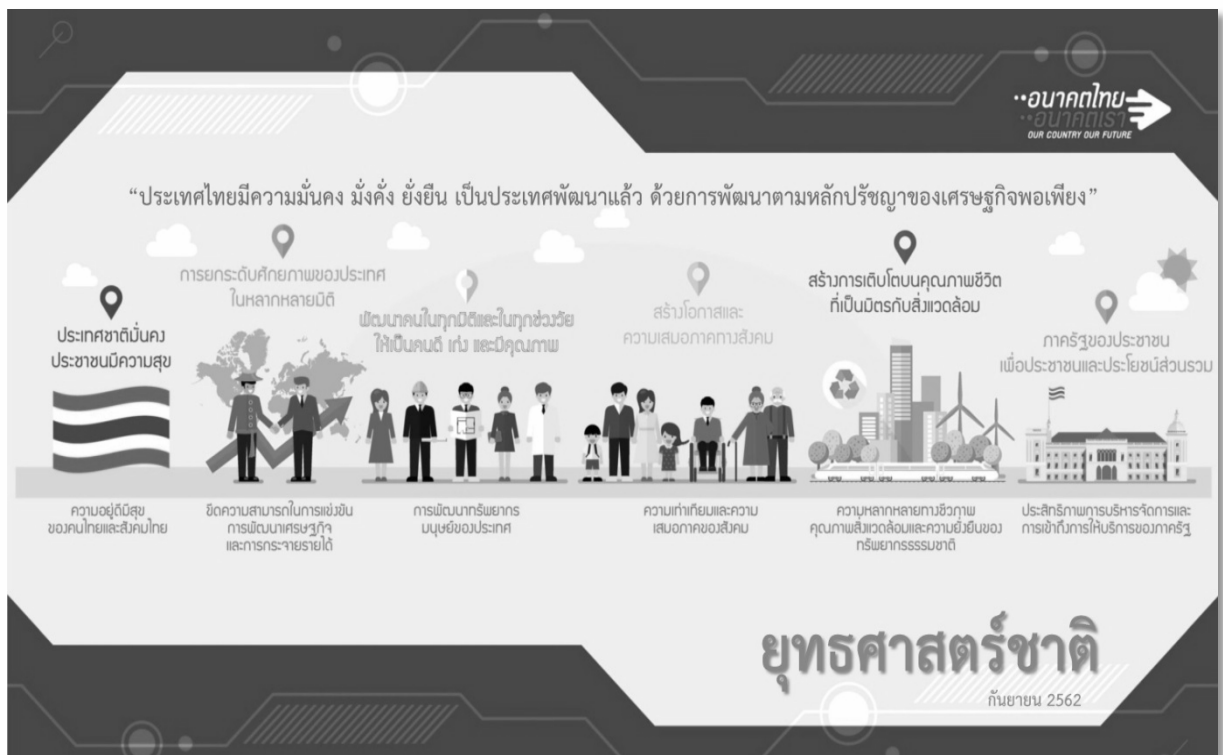 ··อนาคตไทย
··อนาคตเรา
OUR COUNTRY OUR FUTURE
“ประเทศไทยมีความมั่นคง มั่งคั่ง ยั่งยืน เป็นประเทศพัฒนาแล้ว ด้วยการพัฒนาตามหลักปรัชญาของเศรษฐกิจพอเพียง”
ประเทศชาติมั่นคง
ประชาชนมีความสุข
การยกระดับศักยภาพของประเทศ
ในหลากหลายมิติ
พัฒนาคนในทุกมิติและในทุกช่วงวัย
ให้เป็นคนดี เก่ง และมีคุณภาพ
สร้างโอกาสและ
ความเสมอภาคทางสังคม
สร้างการเติบโตบนคุณภาพชีวิต
ที่เป็นมิตรกับสิ่งแวดล้อม
ภาครัฐของประชาชน
เพื่อประชาชนและประโยชน์ส่วนรวม
ความอยู่ดีมีสุข
ของคนไทยและสังคมไทย
ขีดความสามารถในการแข่งขัน
การพัฒนาเศรษฐกิจ
และการกระจายรายได้
การพัฒนาทรัพยากร
มนุษย์ของประเทศ
ความเท่าเทียมและความ
เสมอภาคของสังคม
ความหลากหลายทางชีวภาพ
คุณภาพสิ่งแวดล้อมและความยั่งยืนของ
ทรัพยากรธรรมชาติ
ประสิทธิภาพการบริหารจัดการและ
การเข้าถึงการให้บริการของภาครัฐ
ยุทธศาสตร์ชาติ
กันยายน 2562